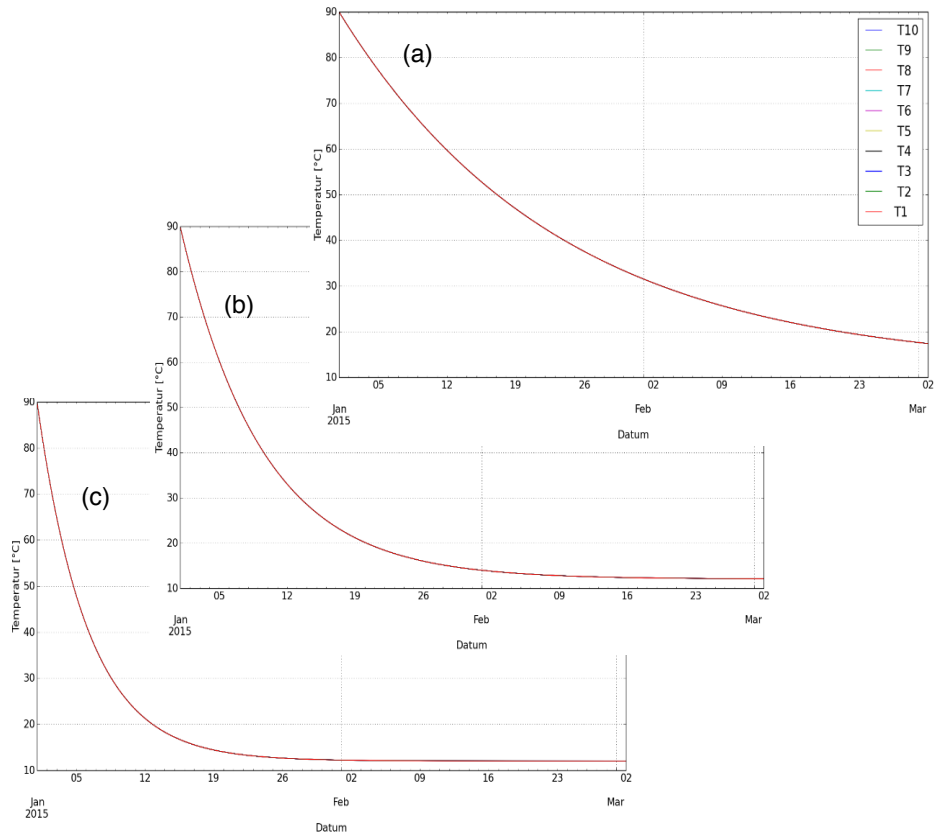 90
80
70
60
50
40
30
20
10
Temperatur [°C]
(a)
T10
T9
T8
T7
T6
T5
T4
T3
T2
T1
05 12 19 26 02 09 16 23 02
Jan Feb Mar
2015
Datum
90
80
70
60
50
40
30
20
10
Temperatur [°C]
(b)
05 12 19 26 02 09 16 23 02
Jan Feb Mar
2015
Datum
90
80
70
60
50
40
30
20
10
Temperatur [°C]
(c)
05 12 19 26 02 09 16 23 02
Jan Feb Mar
2015
Datum